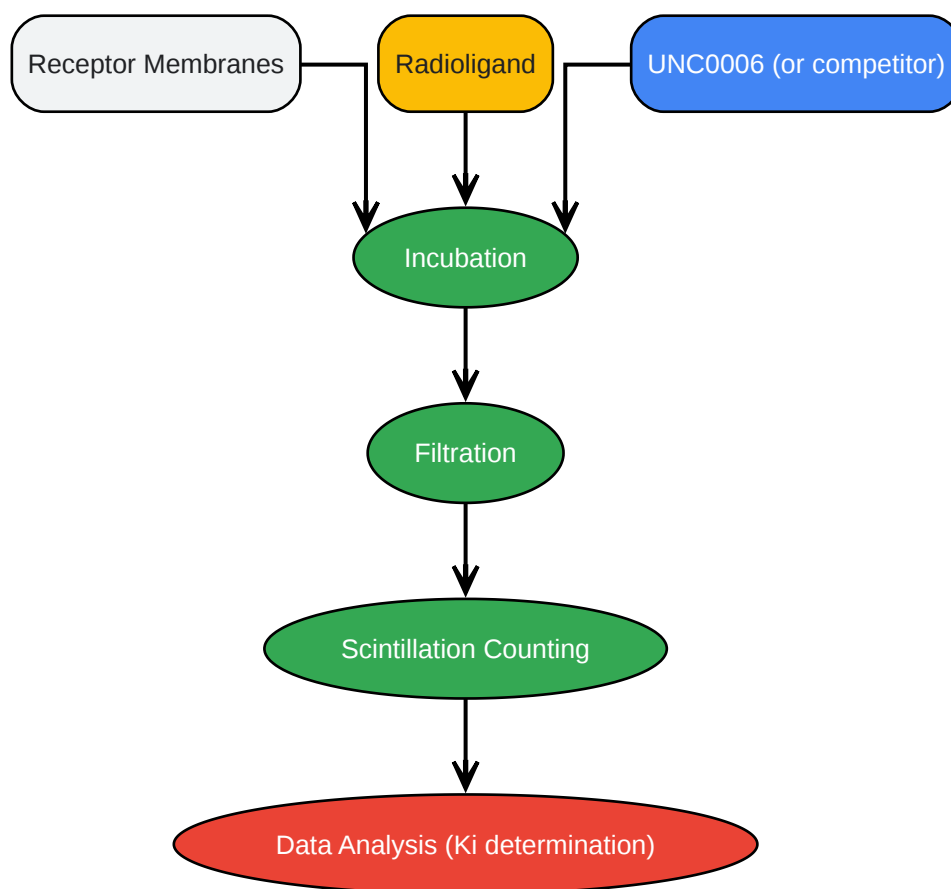 Receptor Membranes
Radioligand
UNC0006 (or competitor)
Incubation
Filtration
Scintillation Counting
Data Analysis (Ki determination)